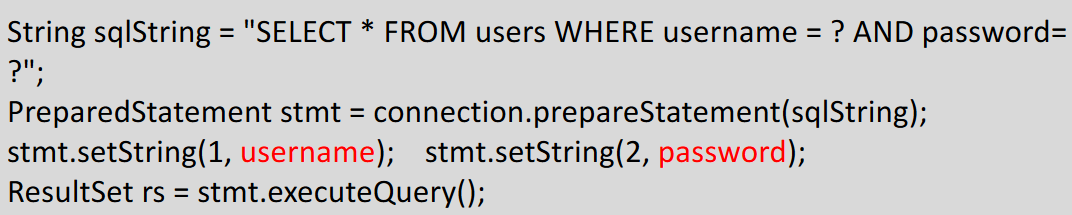 String sqlString = "SELECT * FROM users WHERE username = ? AND password=
?";
PreparedStatement stmt = connection.prepareStatement(sqlString);
stmt.setString(1, username);    stmt.setString(2, password);
ResultSet rs = stmt.executeQuery();